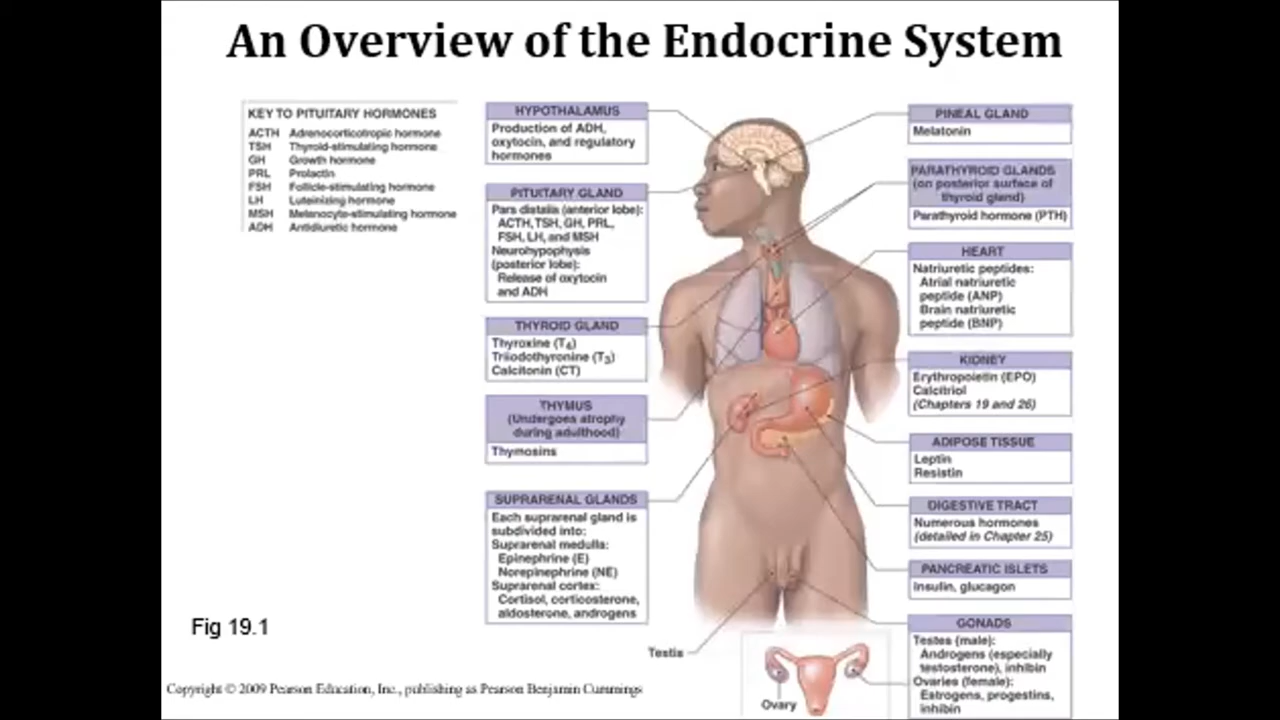 An Overview of the Endocrine System
KEY TO PITUITARY HORMONES
ACTH Adrenocorticotropic hormone
TSH Thyroid-stimulating hormone
GH Growth hormone
PRL Prolactin
FSH Follicle-stimulating hormone
LH Luteinizing hormone
MSH Melanocyte-stimulating hormone
ADH Antidiuretic hormone
HYPOTHALAMUS
Production of ADH,
oxytocin, and regulatory
hormones
PITUITARY GLAND
Pars distalis (anterior lobe):
ACTH, TSH, GH, PRL,
FSH, LH, and MSH
Neurohypophysis
(posterior lobe):
Release of oxytocin
and ADH
THYROID GLAND
Thyroxine (T4)
Triiodothyronine (T3)
Calcitonin (CT)
THYMUS
(Undergoes atrophy
during adulthood)
Thymosins
SUPRARENAL GLANDS
Each suprarenal gland is
subdivided into:
Suprarenal medulla:
Epinephrine (E)
Norepinephrine (NE)
Suprarenal cortex:
Cortisol, corticosterone,
aldosterone, androgens
PINEAL GLAND
Melatonin
PARATHYROID GLANDS
(on posterior surface of
thyroid gland)
Parathyroid hormone (PTH)
HEART
Natriuretic peptides:
Atrial natriuretic
peptide (ANP)
Brain natriuretic
peptide (BNP)
KIDNEY
Erythropoietin (EPO)
Calcitriol
(Chapters 19 and 26)
ADIPOSE TISSUE
Leptin
Resistin
DIGESTIVE TRACT
Numerous hormones
(detailed in Chapter 25)
PANCREATIC ISLETS
Insulin, glucagon
GONADS
Testes (male):
Androgens (especially
testosterone), inhibin
Ovaries (female):
Estrogens, progestins,
inhibin
Testis
Ovary
Fig 19.1
Copyright © 2009 Pearson Education, Inc., publishing as Pearson Benjamin Cummings